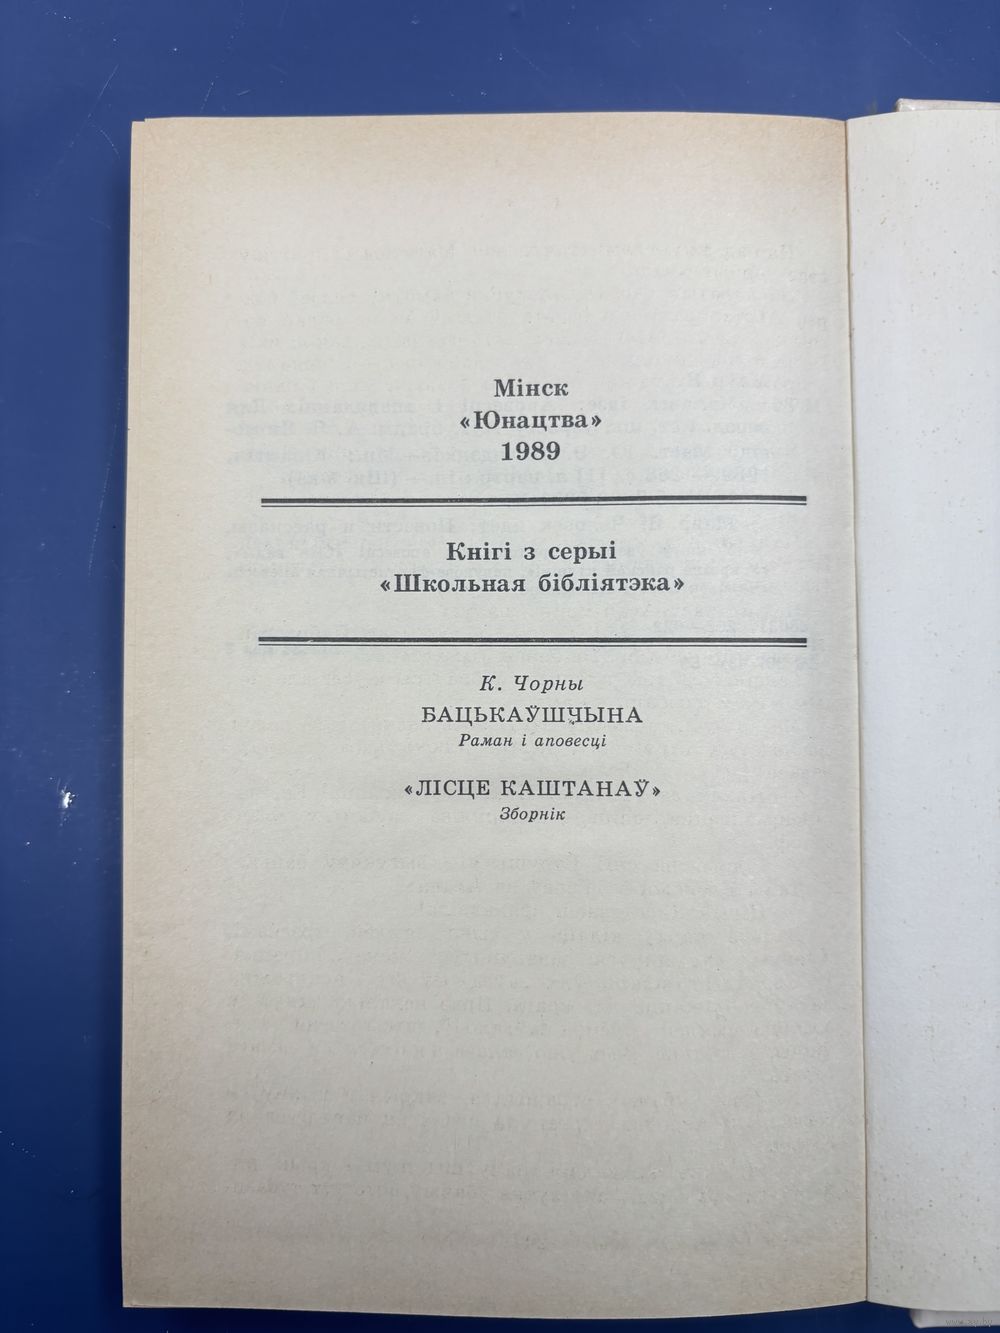 Мінск
«Юнацтва»
1989
Кнігі з серыі
«Школьная бібліятэка»
К. Чорны
БАЦЬКАЎШЧЫНА
Раман і аповесці
«ЛІСЦЕ КАШТАНАЎ»
Зборнік